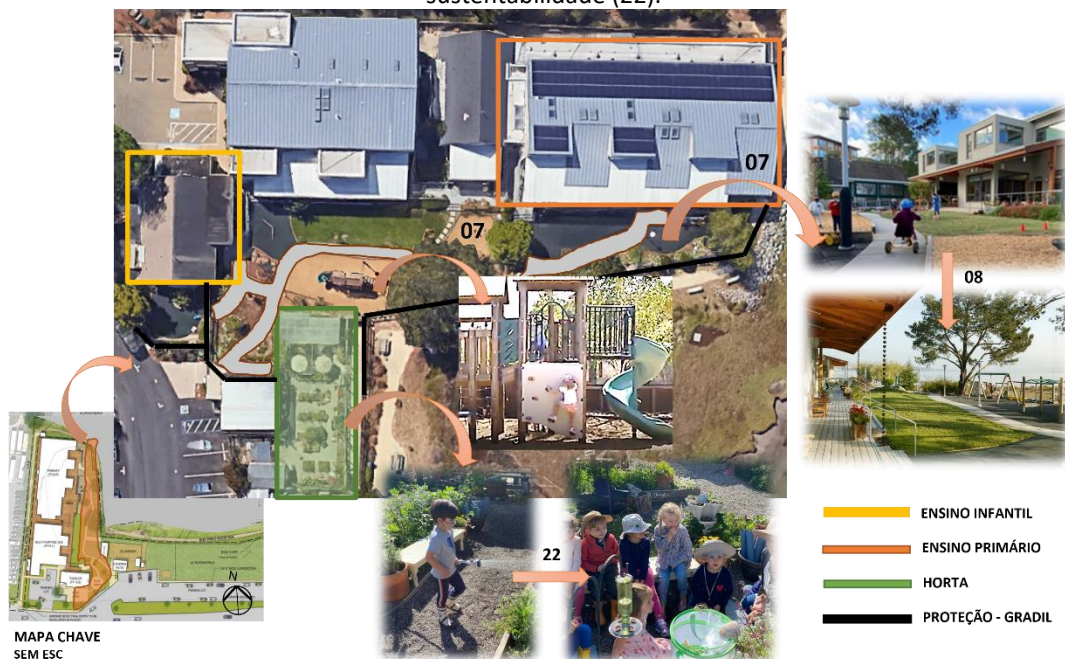 sustentabilidade (22).
07
07
08
22
ENSINO INFANTIL
ENSINO PRIMÁRIO
HORTA
PROTEÇÃO - GRADIL
N
MAPA CHAVE
SEM ESC